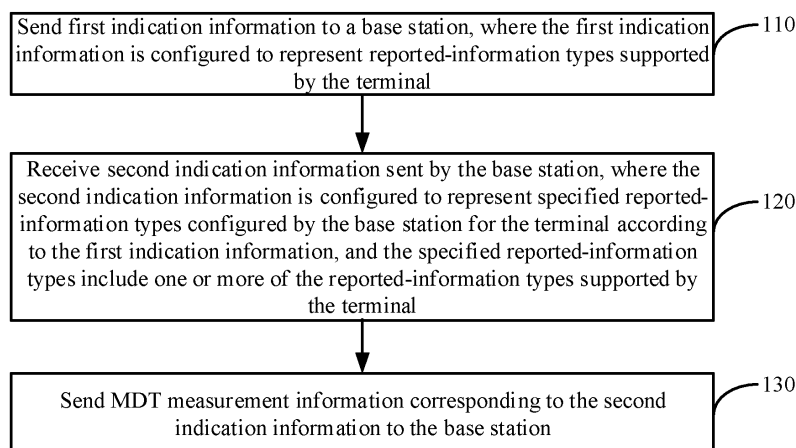 Send first indication information to a base station, where the first indication
information is configured to represent reported-information types supported
by the terminal
110
Receive second indication information sent by the base station, where the
second indication information is configured to represent specified reported-
information types configured by the base station for the terminal according
to the first indication information, and the specified reported-information
types include one or more of the reported-information types supported by
the terminal
120
Send MDT measurement information corresponding to the second
indication information to the base station
130